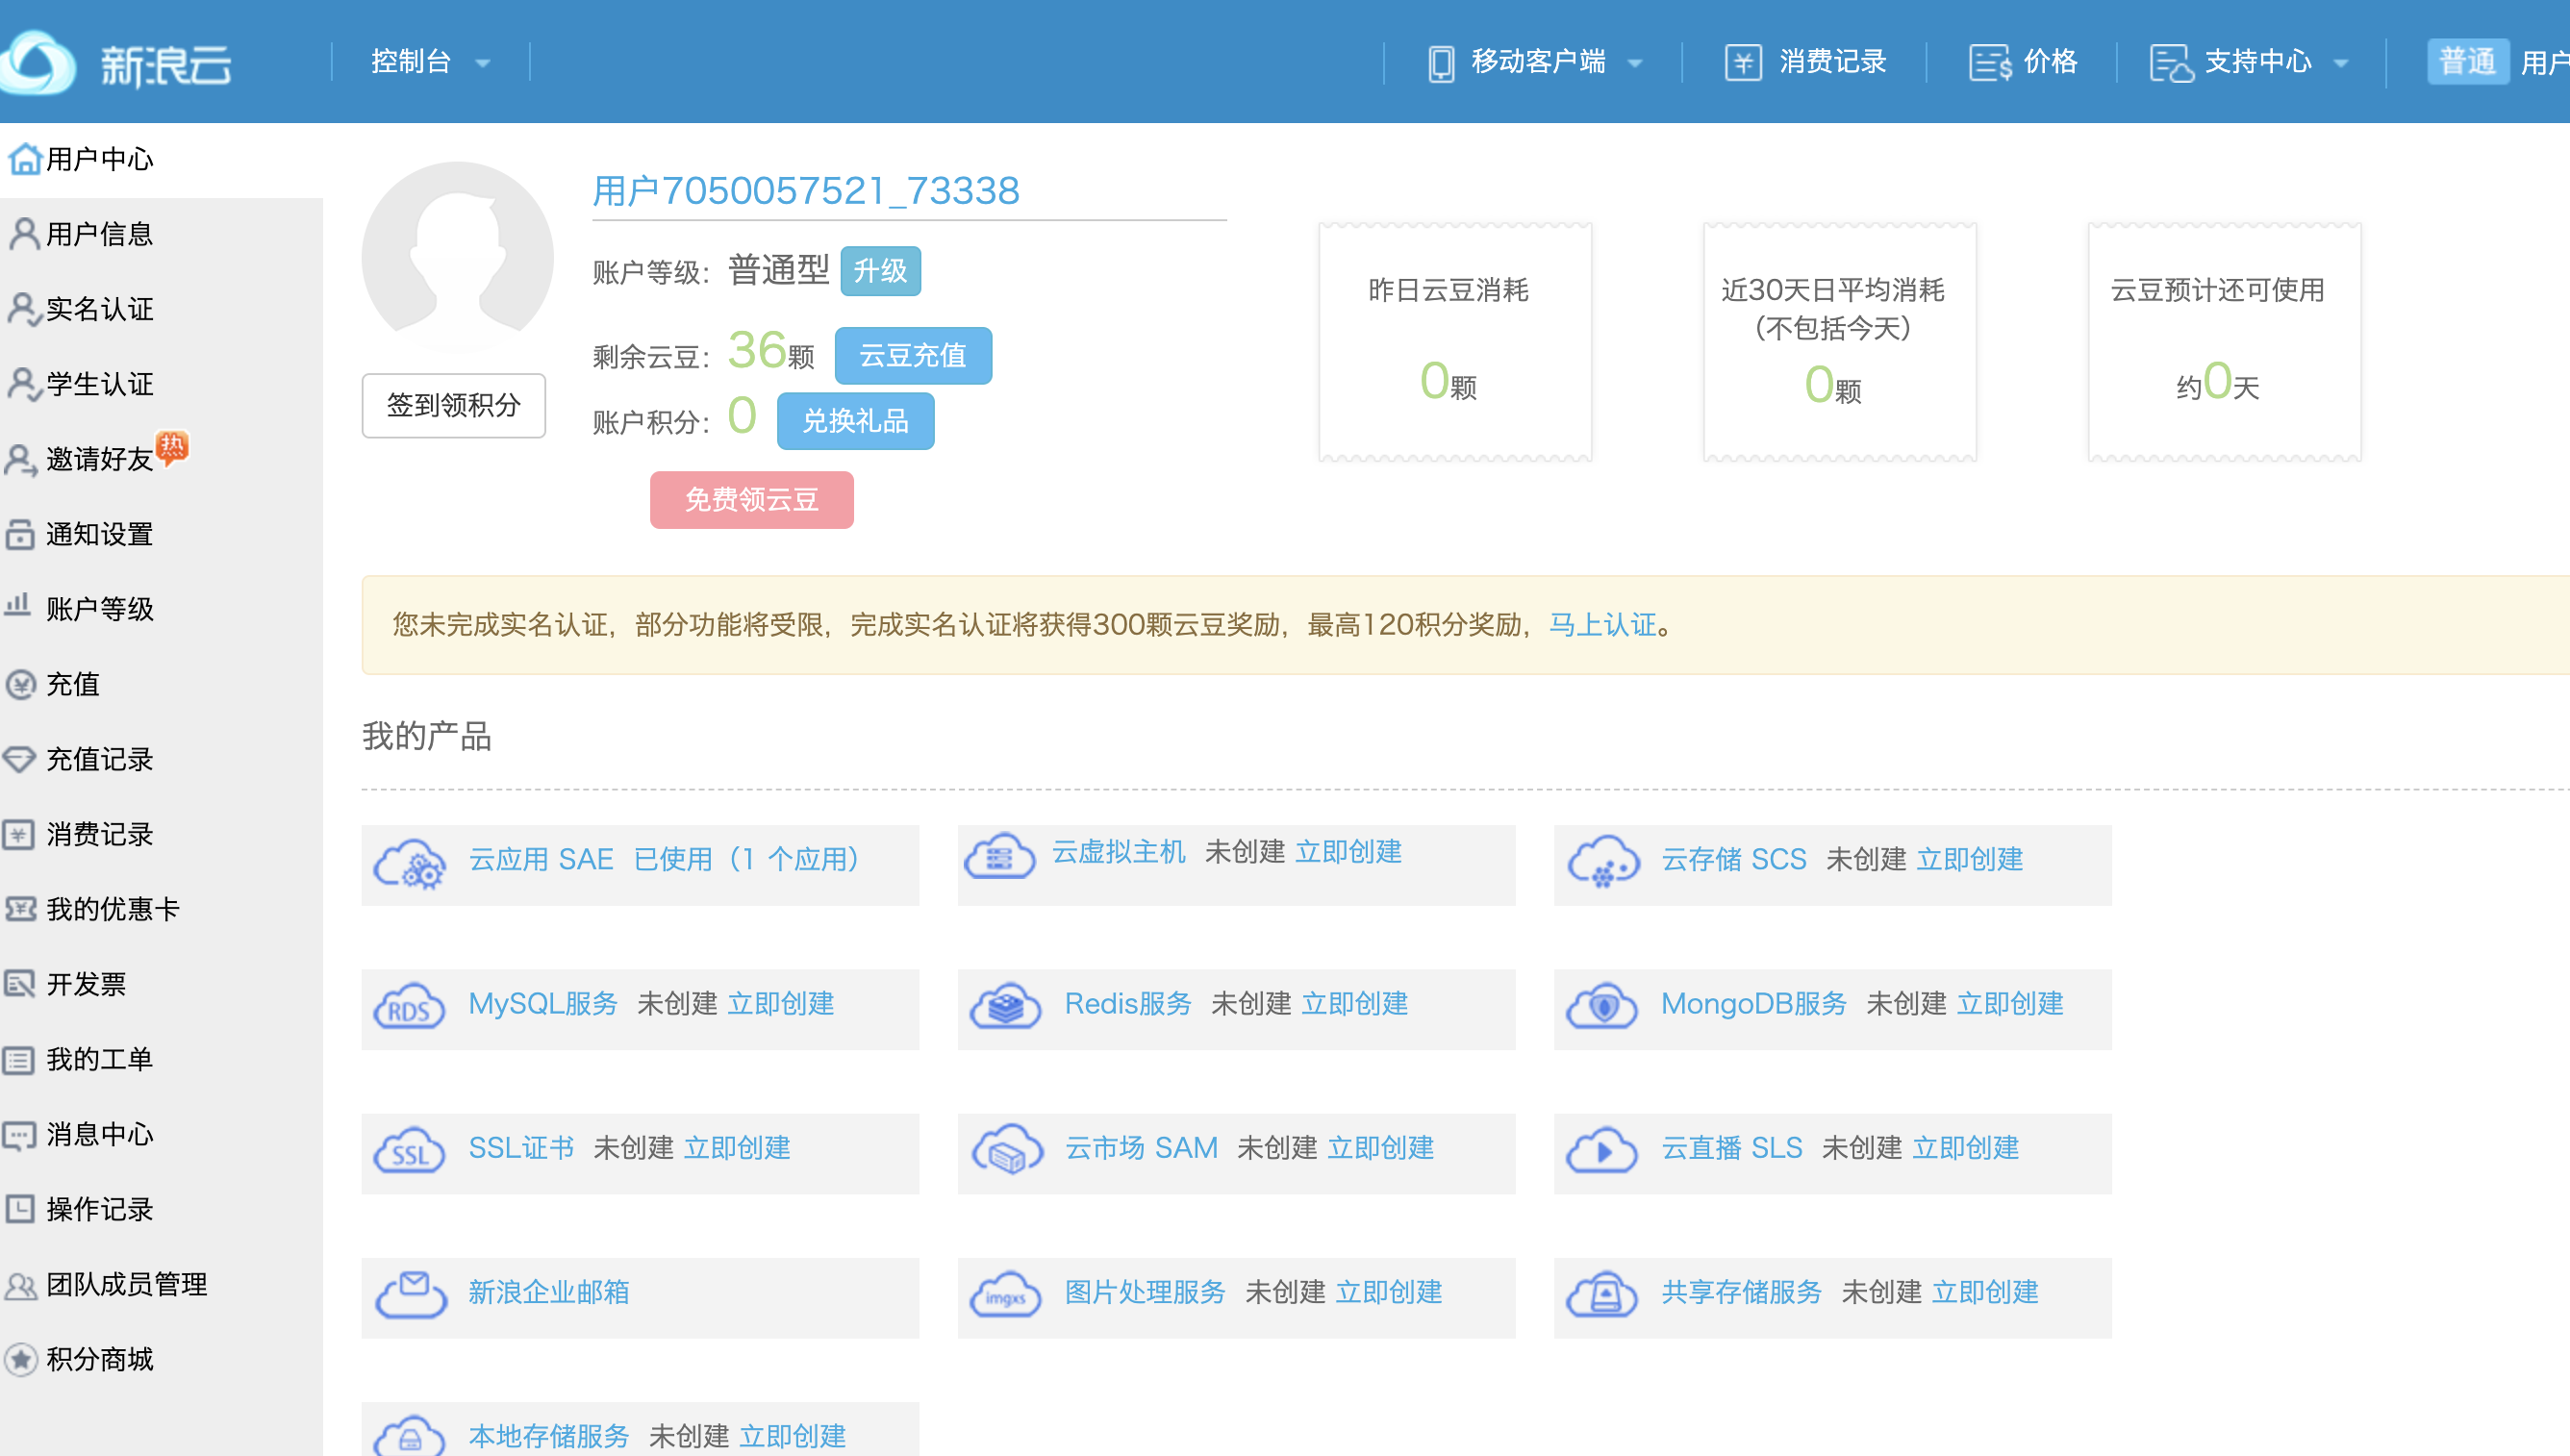 新浪云
控制台
移动客户端
消费记录
价格
支持中心
普通 用户
用户中心
用户信息
实名认证
学生认证
邀请好友 热
通知设置
账户等级
充值
充值记录
消费记录
我的优惠卡
开发票
我的工单
消息中心
操作记录
团队成员管理
积分商城
签到领积分
用户7050057521_73338
账户等级： 普通型 升级
剩余云豆： 36颗 云豆充值
账户积分： 0 兑换礼品
免费领云豆
昨日云豆消耗
0颗
近30天日平均消耗
（不包括今天）
0颗
云豆预计还可使用
约0天
您未完成实名认证，部分功能将受限，完成实名认证将获得300颗云豆奖励，最高120积分奖励，马上认证。
我的产品
云应用 SAE 已使用（1 个应用）
云虚拟主机 未创建 立即创建
云存储 SCS 未创建 立即创建
RDS MySQL服务 未创建 立即创建
Redis服务 未创建 立即创建
MongoDB服务 未创建 立即创建
SSL SSL证书 未创建 立即创建
云市场 SAM 未创建 立即创建
云直播 SLS 未创建 立即创建
新浪企业邮箱
imgxs 图片处理服务 未创建 立即创建
共享存储服务 未创建 立即创建
本地存储服务 未创建 立即创建